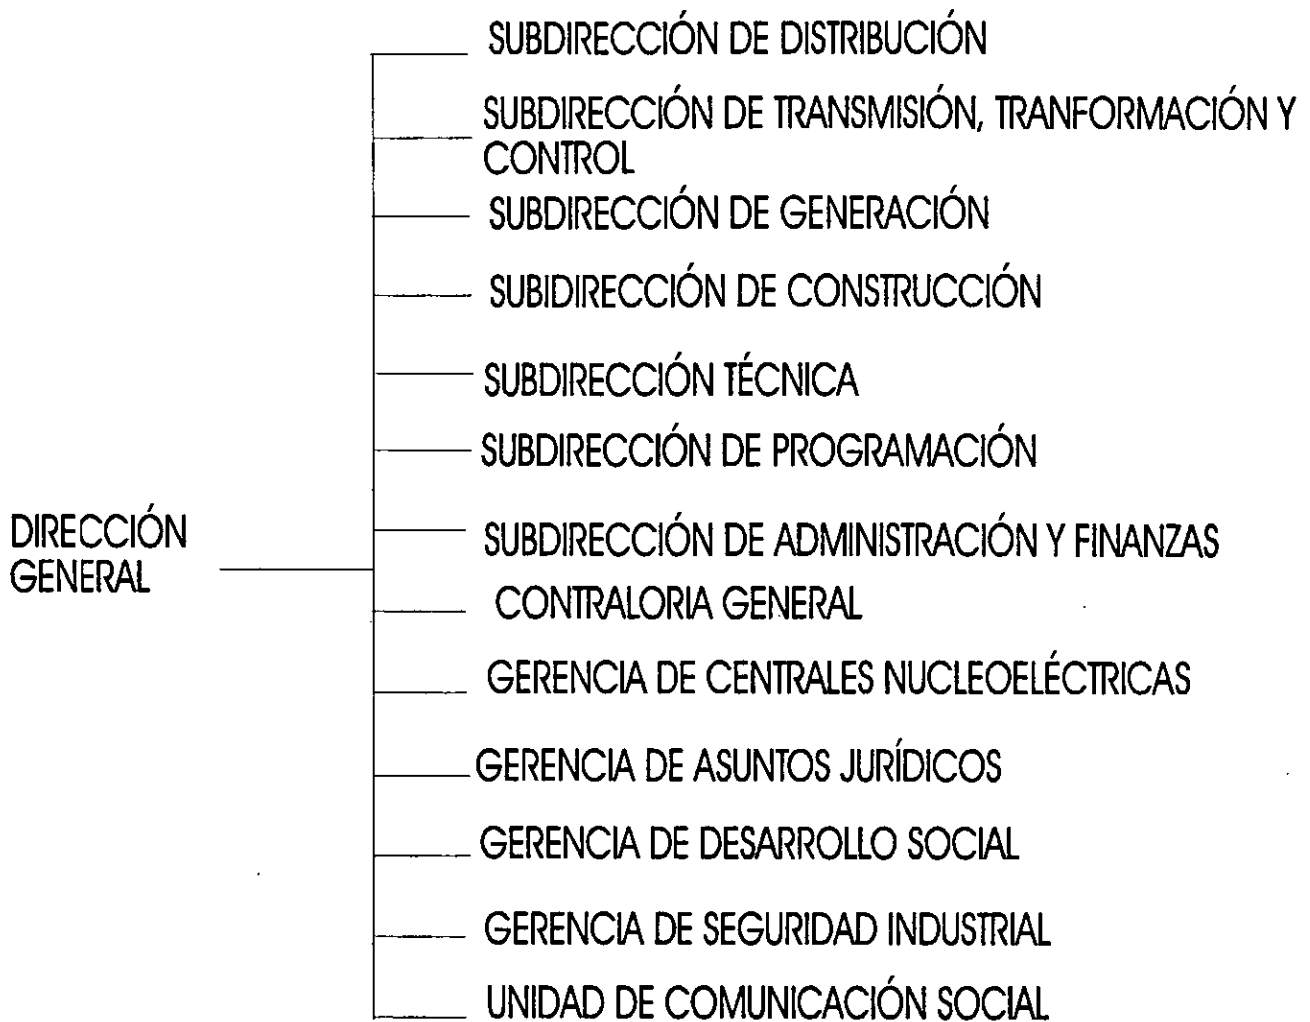 SUBDIRECCIÓN DE DISTRIBUCIÓN
SUBDIRECCIÓN DE TRANSMISIÓN, TRANFORMACIÓN Y
CONTROL
SUBDIRECCIÓN DE GENERACIÓN
SUBIDIRECCIÓN DE CONSTRUCCIÓN
SUBDIRECCIÓN TÉCNICA
SUBDIRECCIÓN DE PROGRAMACIÓN
DIRECCIÓN
GENERAL
SUBDIRECCIÓN DE ADMINISTRACIÓN Y FINANZAS
CONTRALORIA GENERAL
GERENCIA DE CENTRALES NUCLEOELÉCTRICAS
GERENCIA DE ASUNTOS JURÍDICOS
GERENCIA DE DESARROLLO SOCIAL
GERENCIA DE SEGURIDAD INDUSTRIAL
UNIDAD DE COMUNICACIÓN SOCIAL